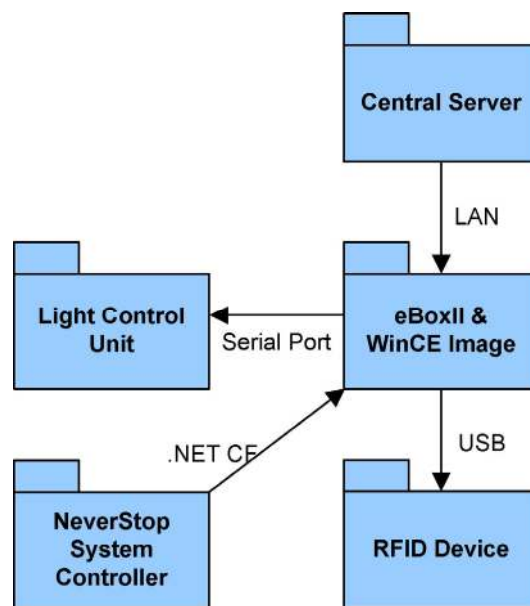 Central Server
LAN
Light Control
Unit
Serial Port
eBoxII &
WinCE Image
.NET CF
USB
NeverStop
System
Controller
RFID Device